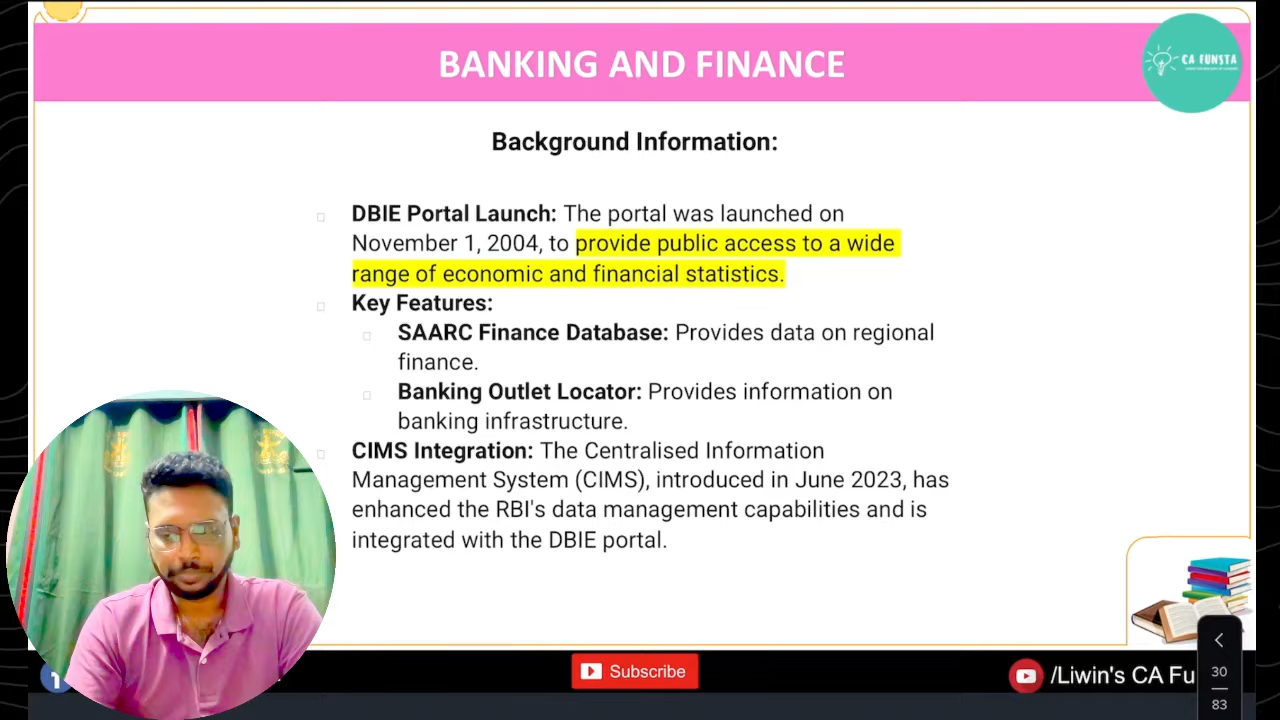 BANKING AND FINANCE
CA FUNSTA
Background Information:
DBIE Portal Launch: The portal was launched on
November 1, 2004, to provide public access to a wide
range of economic and financial statistics.
Key Features:
SAARC Finance Database: Provides data on regional
finance.
Banking Outlet Locator: Provides information on
banking infrastructure.
CIMS Integration: The Centralised Information
Management System (CIMS), introduced in June 2023, has
enhanced the RBI's data management capabilities and is
integrated with the DBIE portal.
Subscribe
/Liwin's CA Fu
30
83